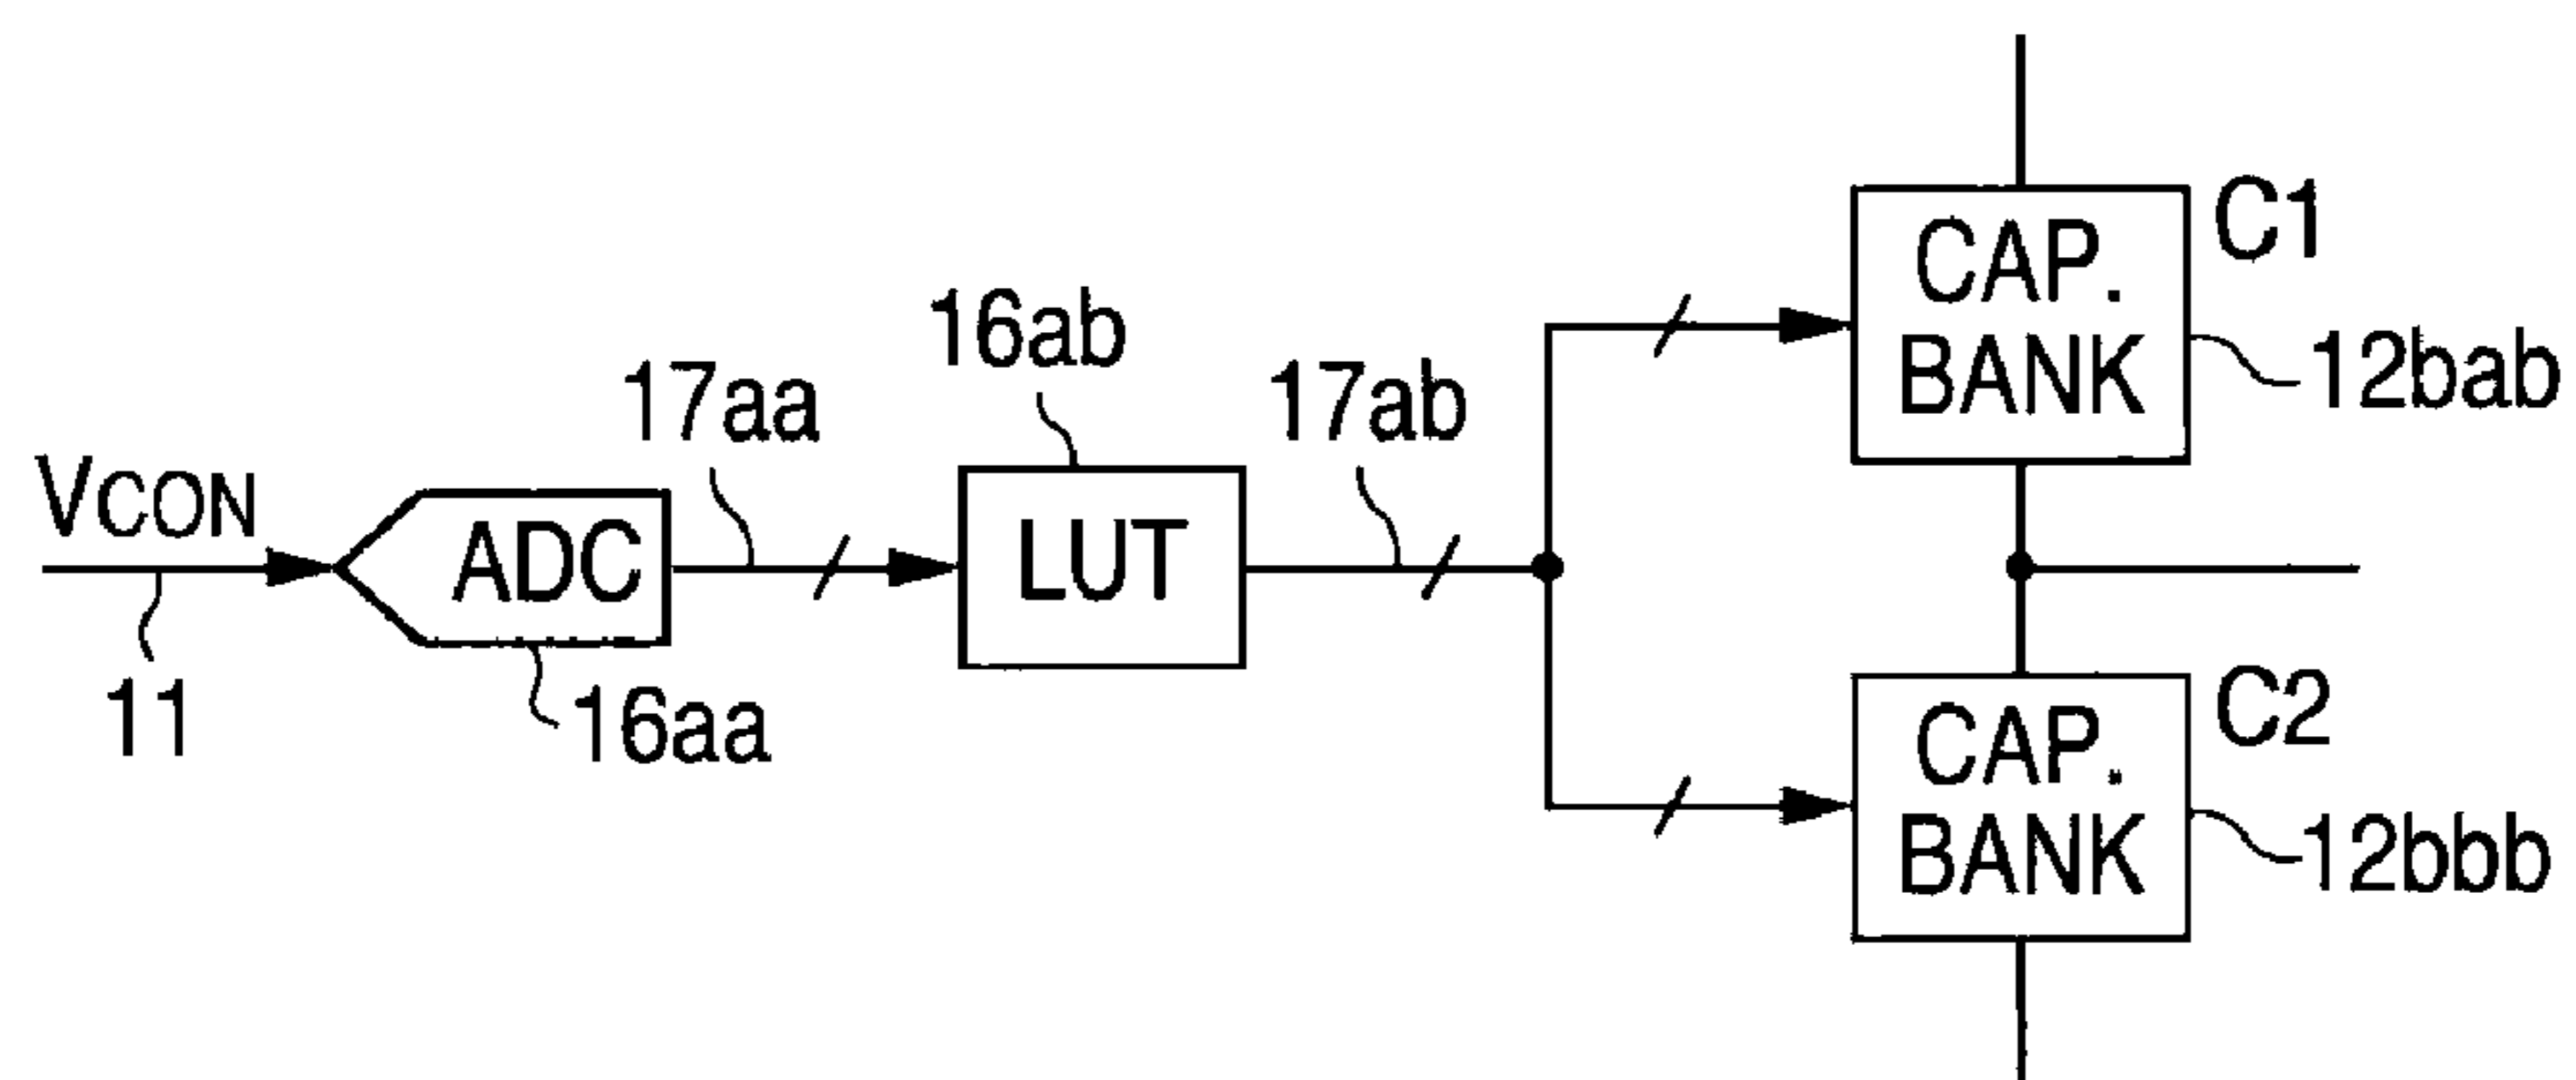 C1
CAP.
BANK
12bab
16ab
17aa
17ab
VCON
ADC
LUT
11
16aa
C2
CAP.
BANK
12bbb